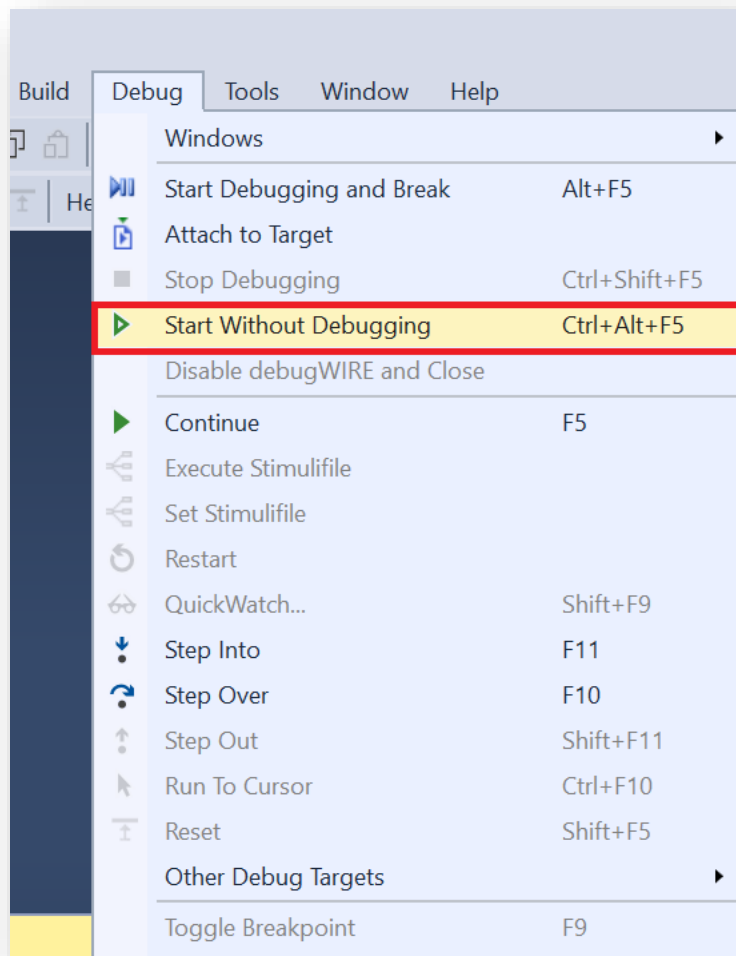 Build Debug Tools Window Help
Windows
He
Start Debugging and Break Alt+F5
Attach to Target
Stop Debugging Ctrl+Shift+F5
Start Without Debugging Ctrl+Alt+F5
Disable debugWIRE and Close
Continue F5
Execute Stimulifile
Set Stimulifile
Restart
QuickWatch... Shift+F9
Step Into F11
Step Over F10
Step Out Shift+F11
Run To Cursor Ctrl+F10
Reset Shift+F5
Other Debug Targets
Toggle Breakpoint F9